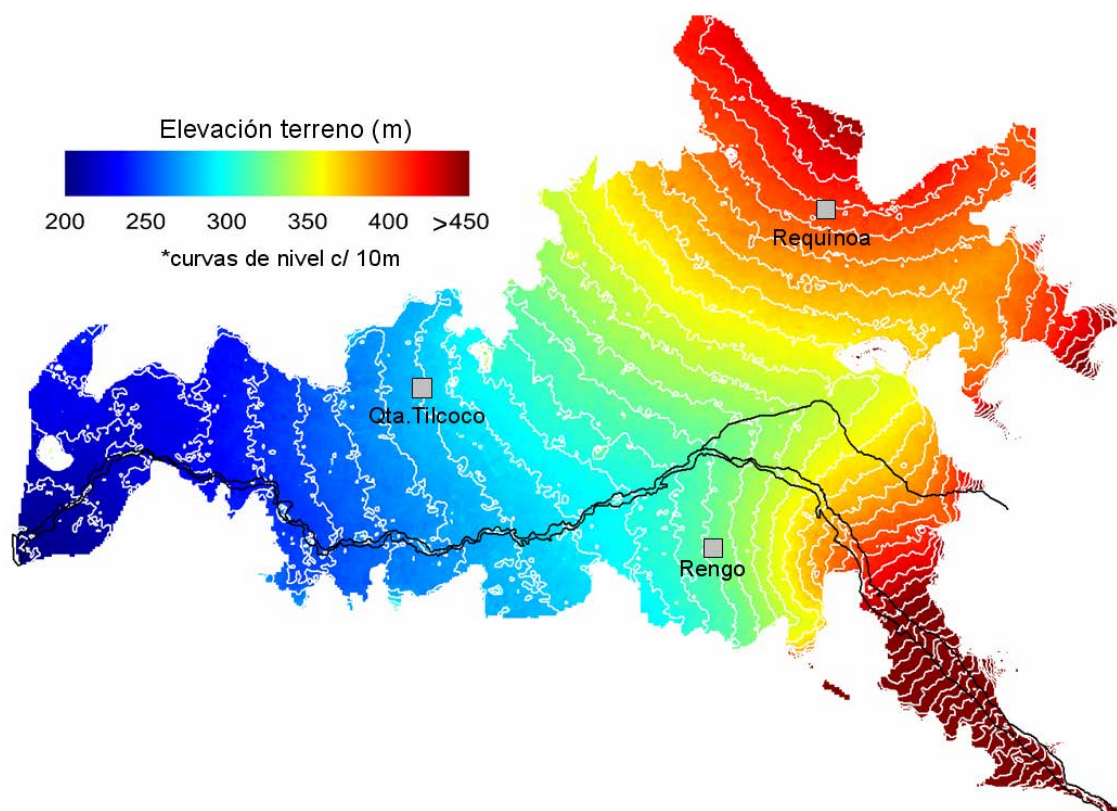 Elevación terreno (m)
200 250 300 350 400 >450
*curvas de nivel c/ 10m
Requínoa
Qta.Tilcoco
Rengo